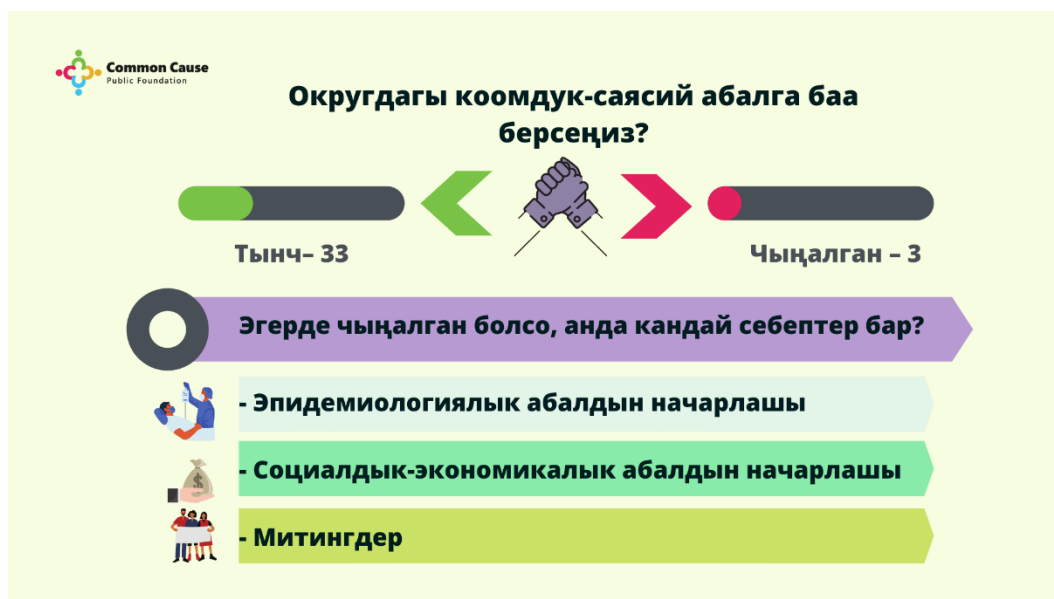 Common Cause
Public Foundation
Округдагы коомдук-саясий абалга баа
берсеңиз?
Тынч– 33
Чыңалган – 3
Эгерде чыңалган болсо, анда кандай себептер бар?
- Эпидемиологиялык абалдын начарлашы
- Социалдык-экономикалык абалдын начарлашы
- Митингдер